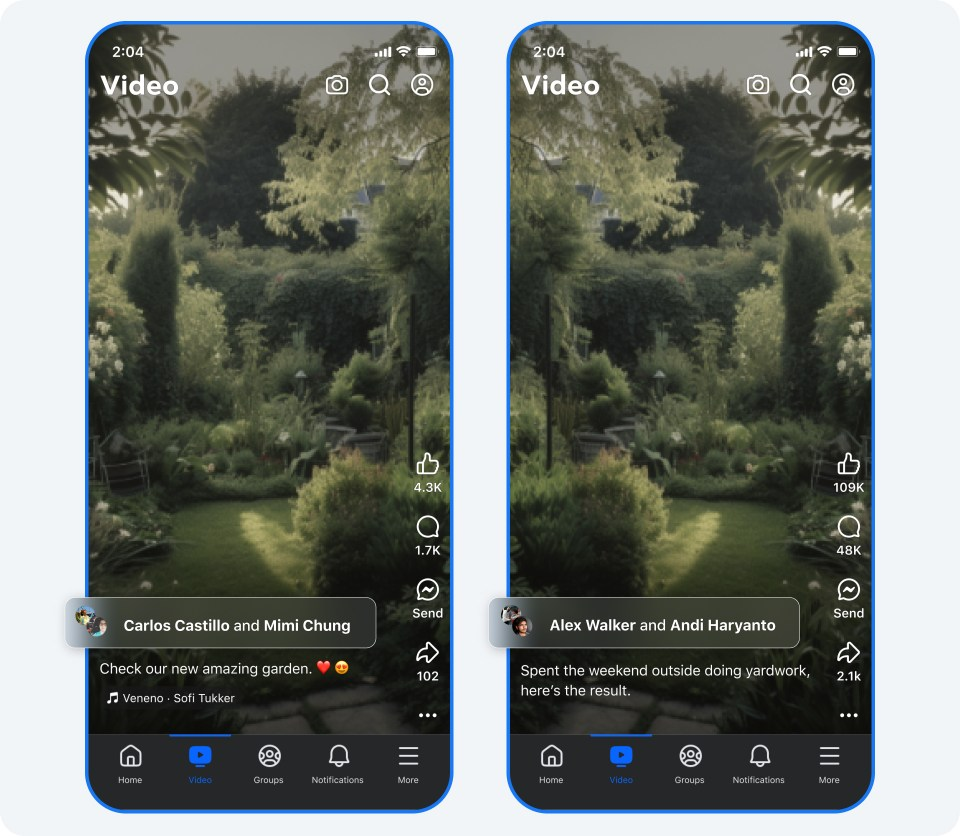 2:04
Video
4.3K
1.7K
Send
Carlos Castillo and Mimi Chung
Check our new amazing garden. ❤️ 😍
102
Veneno · Sofi Tukker
Home
Video
Groups
Notifications
More
2:04
Video
109K
48K
Send
Alex Walker and Andi Haryanto
Spent the weekend outside doing yardwork,
here's the result.
2.1k
Home
Video
Groups
Notifications
More